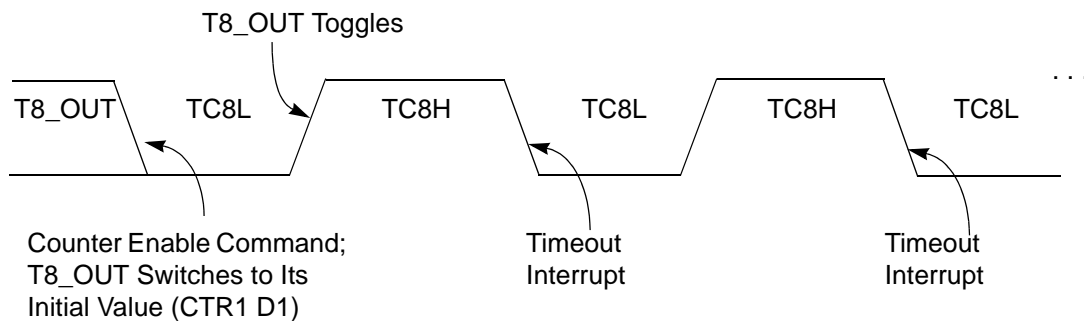 T8_OUT Toggles
. . .
T8_OUT TC8L TC8H TC8L TC8H TC8L
Counter Enable Command;
T8_OUT Switches to Its
Initial Value (CTR1 D1)
Timeout
Interrupt
Timeout
Interrupt